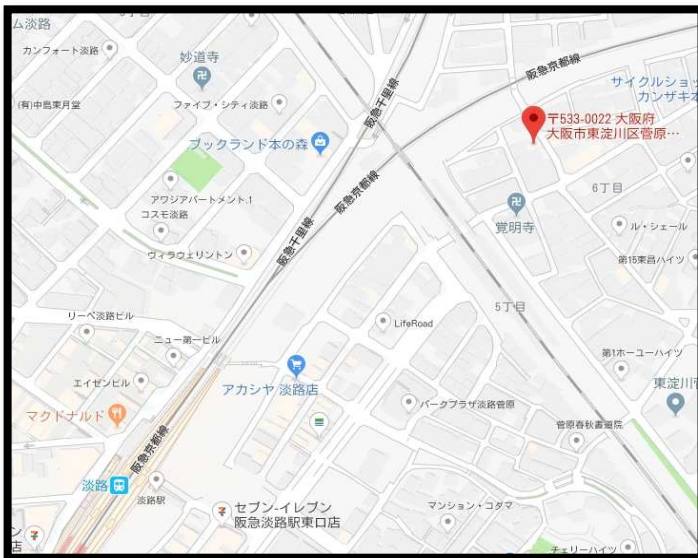 ム淡路
カンフォート淡路
妙道寺
(有)中島東月堂
ファイブ・シティ淡路
ブックランド本の森
阪急千里線
阪急京都線
サイクルショッ
カンザキオ
〒533-0022 大阪府
大阪市東淀川区菅原…
6丁目
アワジアパートメント.1
コスモ淡路
阪急京都線
覚明寺
ル・シェール
ヴィラウェリントン
阪急千里線
第15東昌ハイツ
リーベ淡路ビル
ニュー第一ビル
LifeRoad
5丁目
第1ホーユーハイツ
エイゼンビル
アカシヤ 淡路店
東淀川
マクドナルド
パークプラザ淡路菅原
阪急京都線
菅原春秋書道院
淡路
淡路駅
セブン-イレブン
阪急淡路駅東口店
マンション・コダマ
ン
店
チェリーハイツ